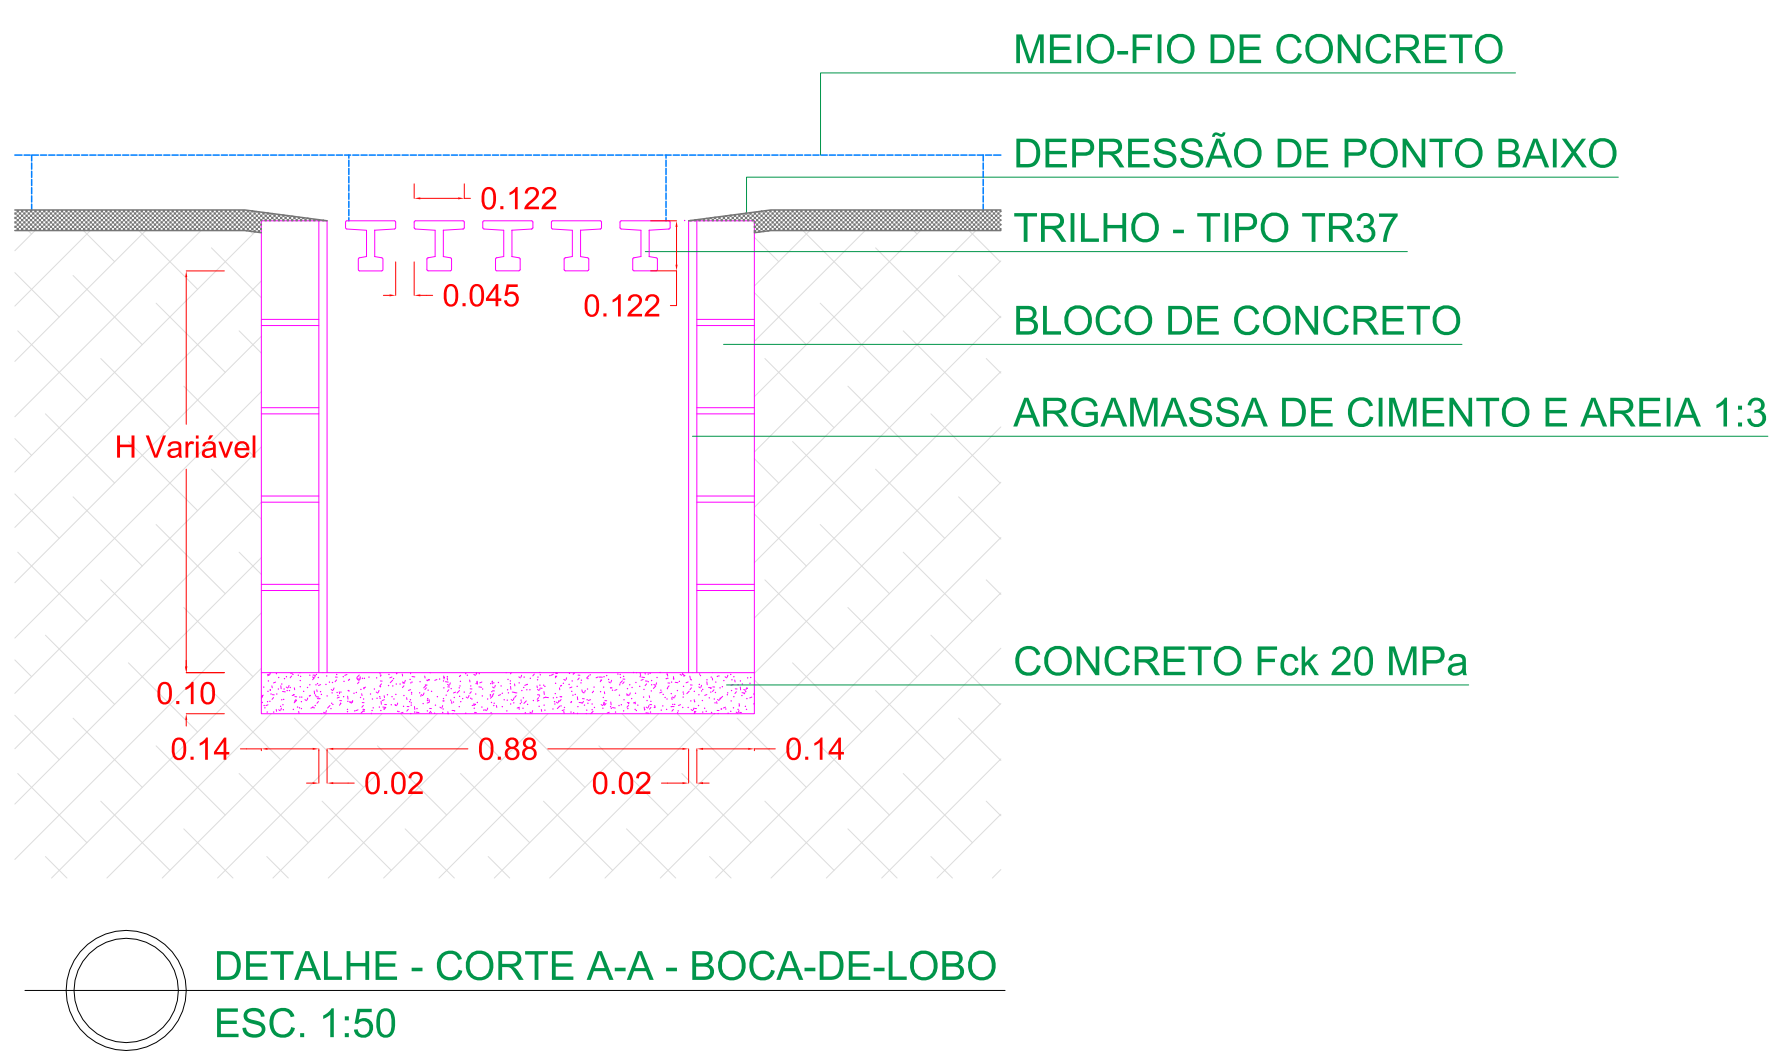 MEIO-FIO DE CONCRETO
DEPRESSÃO DE PONTO BAIXO
0.122
TRILHO - TIPO TR37
0.045
0.122
BLOCO DE CONCRETO
ARGAMASSA DE CIMENTO E AREIA 1:3
H Variável
CONCRETO Fck 20 MPa
0.10
0.14
0.88
0.14
0.02
0.02
DETALHE - CORTE A-A - BOCA-DE-LOBO
ESC. 1:50